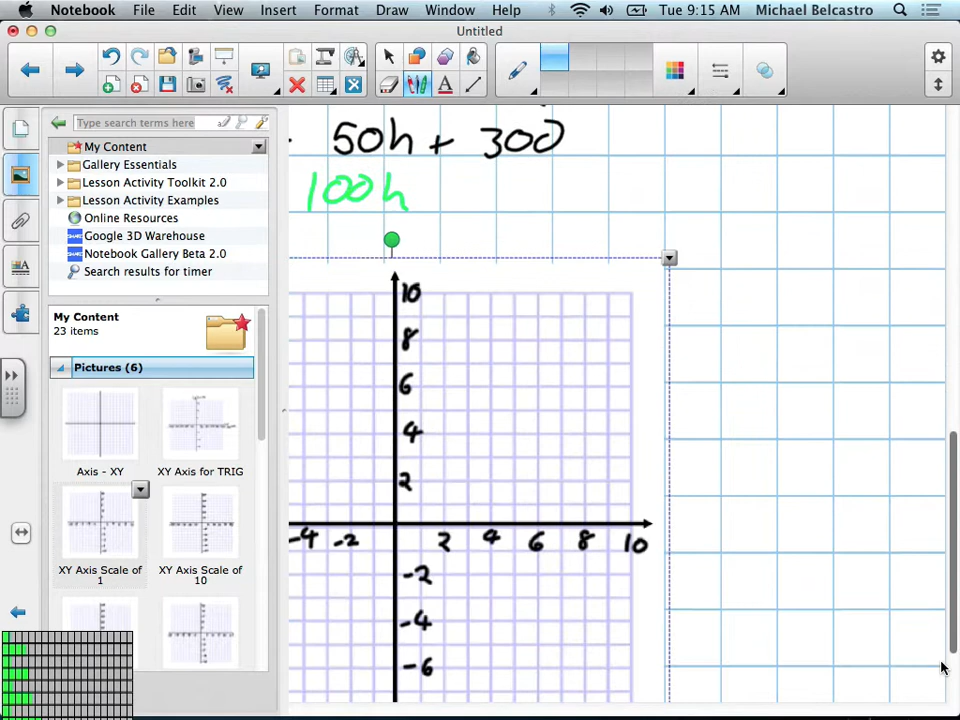 Notebook File Edit View Insert Format Draw Window Help Tue 9:15 AM Michael Belcastro
Untitled
50h + 300
100h
Type search terms here
My Content
Gallery Essentials
Lesson Activity Toolkit 2.0
Lesson Activity Examples
Online Resources
Google 3D Warehouse
Notebook Gallery Beta 2.0
Search results for timer
My Content
23 items
Pictures (6)
Axis - XY
XY Axis for TRIG
XY Axis Scale of 1
XY Axis Scale of 10
10
8
6
4
2
-4 -2 2 4 6 8 10
-2
-4
-6